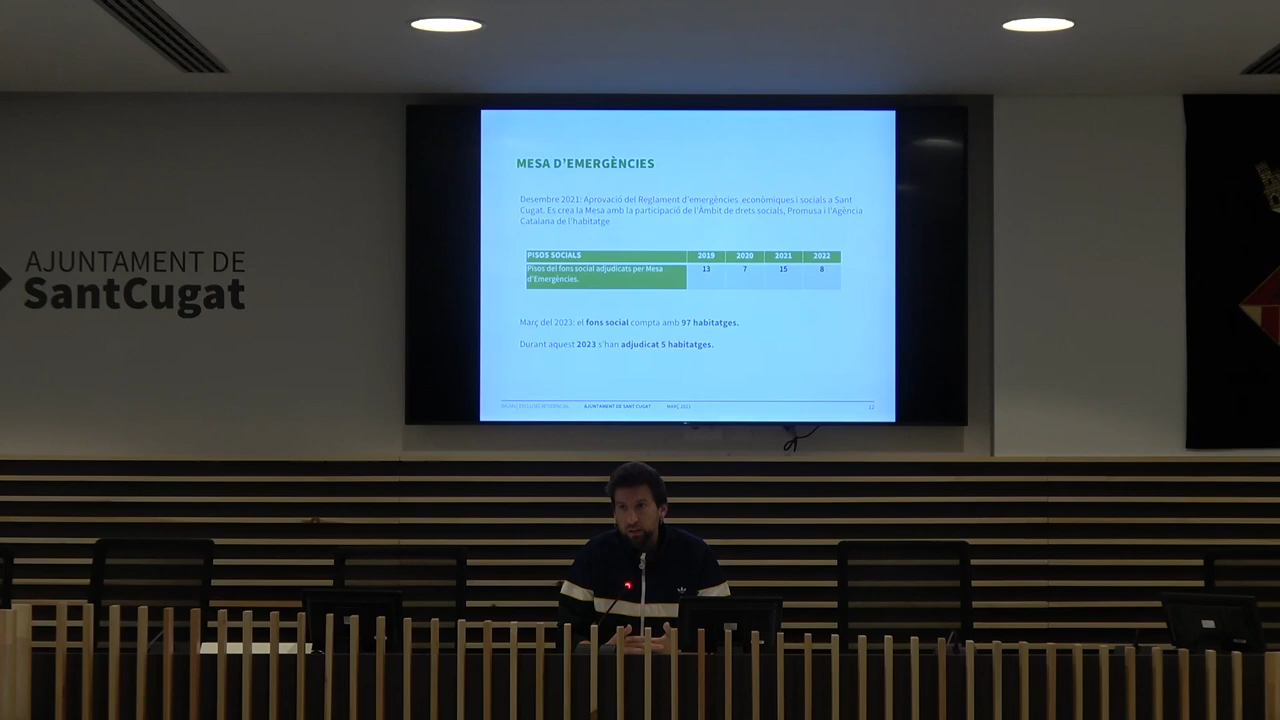 AJUNTAMENT DE
SantCugat
MESA D'EMERGÈNCIES
Desembre 2021: Aprovació del Reglament d'emergències econòmiques i socials a Sant
Cugat. Es crea la Mesa amb la participació de l'Àmbit de drets socials, Promusa i l'Agència
Catalana de l'habitatge
PISOS SOCIALS 2019 2020 2021 2022
Pisos del fons social adjudicats per Mesa 13 7 15 8
d'Emergències.
Març del 2023: el fons social compta amb 97 habitatges.
Durant aquest 2023 s'han adjudicat 5 habitatges.
AJUNTAMENT DE SANT CUGAT MARÇ 2023 12